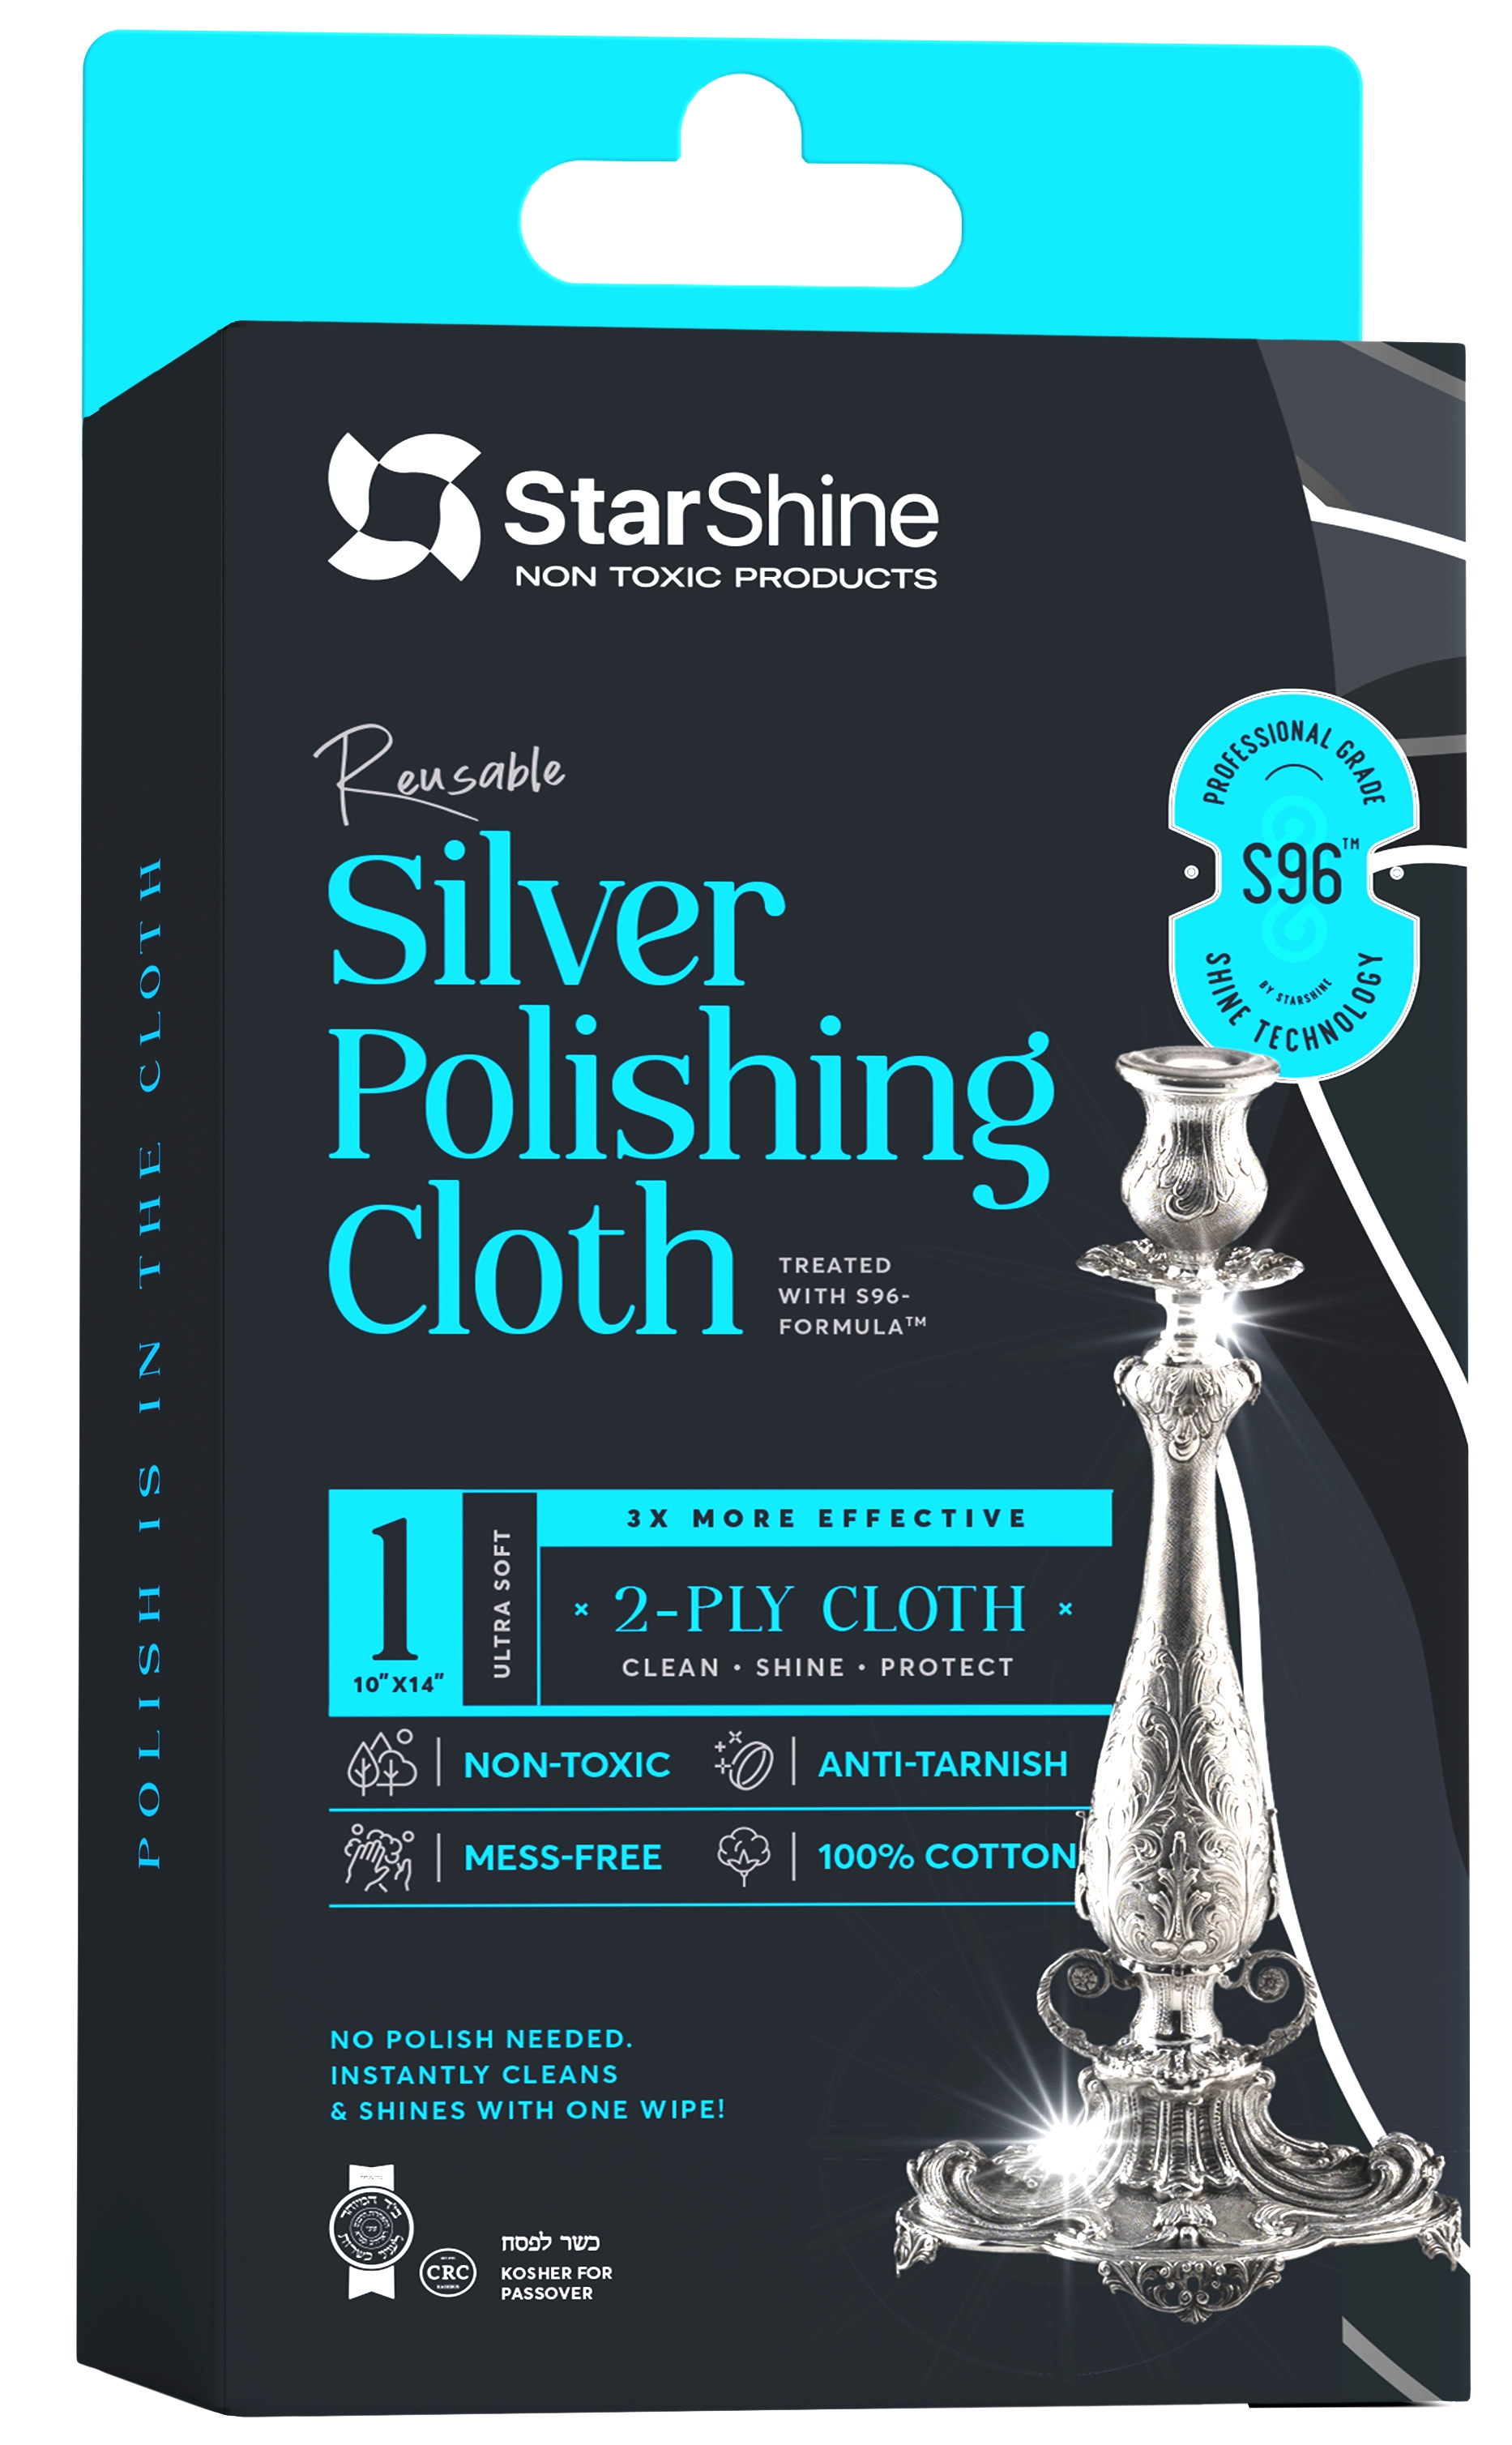 StarShine
NON TOXIC PRODUCTS
Reusable
Silver
Polishing
Cloth
TREATED
WITH S96-
FORMULA™
PROFESSIONAL GRADE
S96™
BY STARSHINE
SHINE TECHNOLOGY
POLISH IS IN THE CLOTH
1
10"X14"
ULTRA SOFT
3X MORE EFFECTIVE
× 2-PLY CLOTH ×
CLEAN • SHINE • PROTECT
NON-TOXIC
ANTI-TARNISH
MESS-FREE
100% COTTON
NO POLISH NEEDED.
INSTANTLY CLEANS
& SHINES WITH ONE WIPE!
CRC
כשר לפסח
KOSHER FOR
PASSOVER